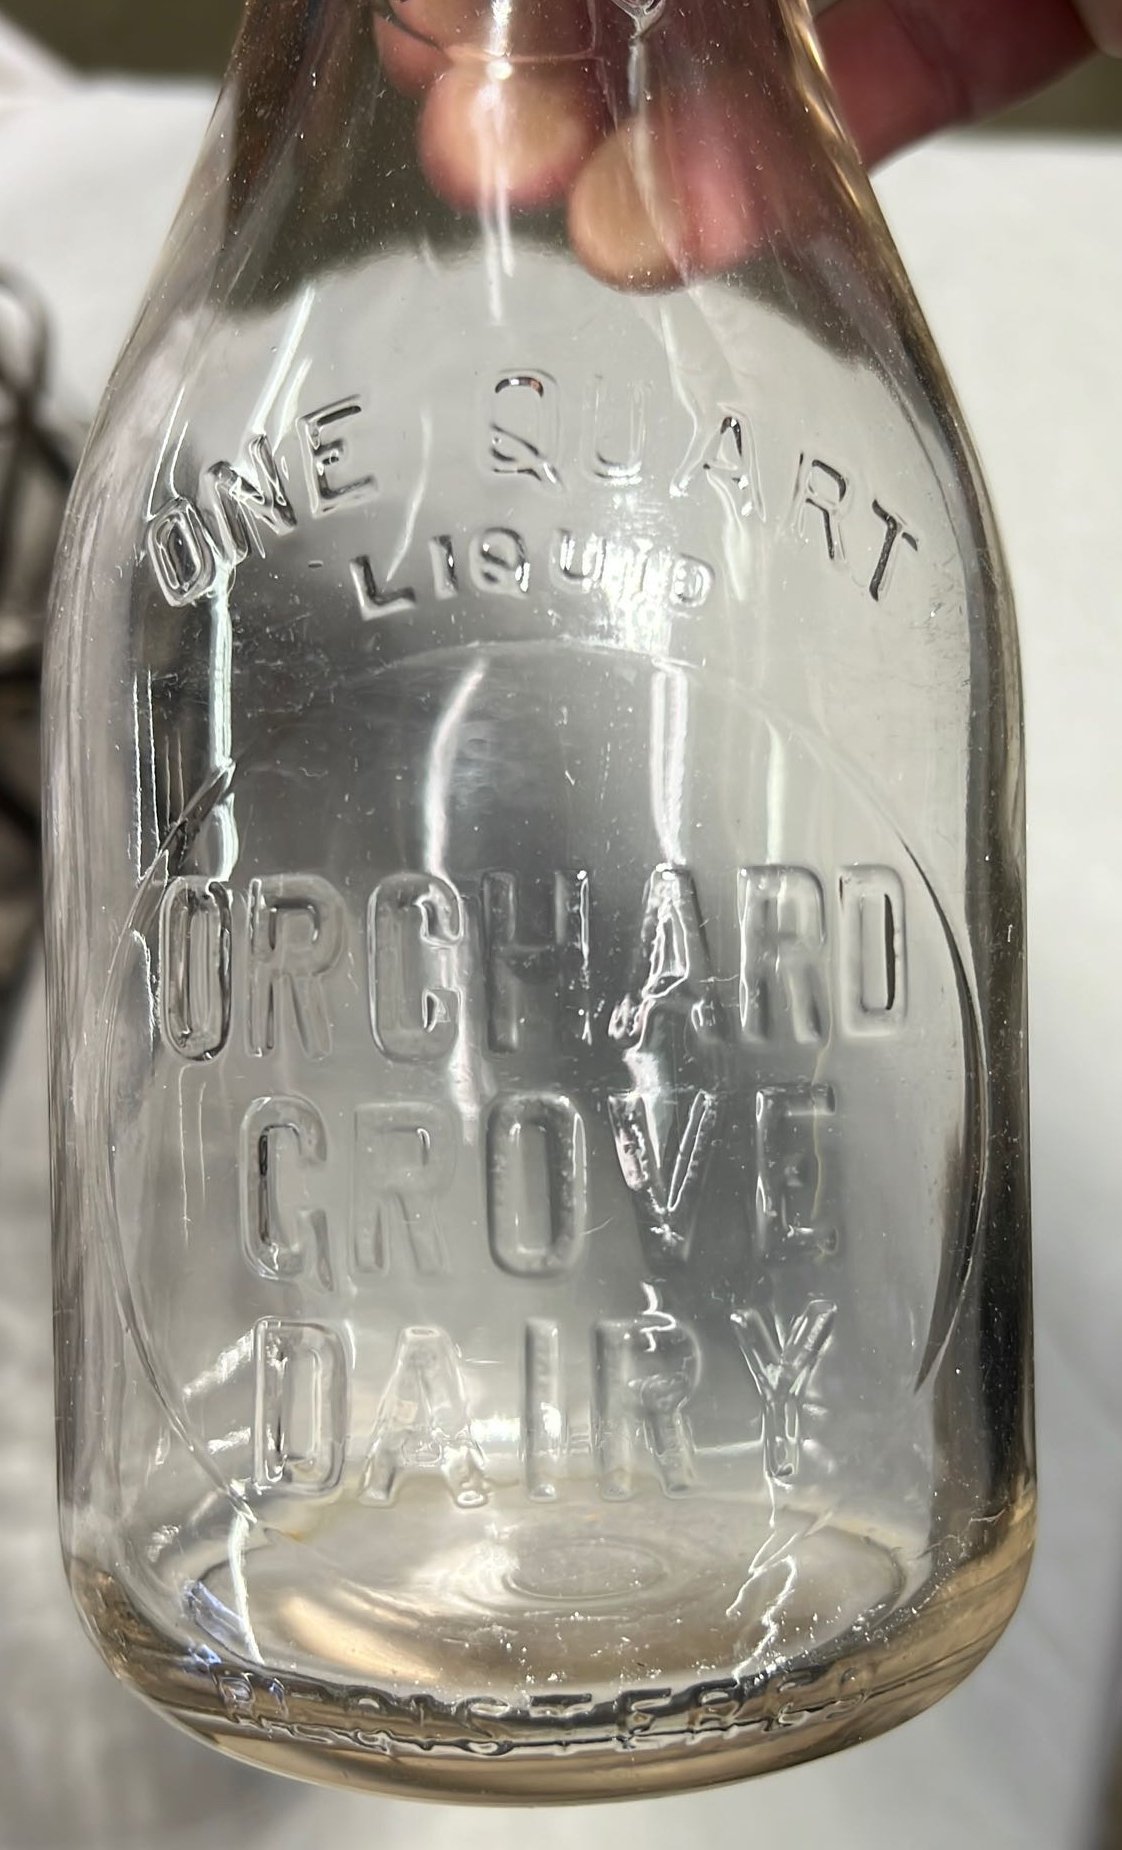 ONE QUART
LIQUID
ORCHARD
GROVE
DAIRY
REGISTERED